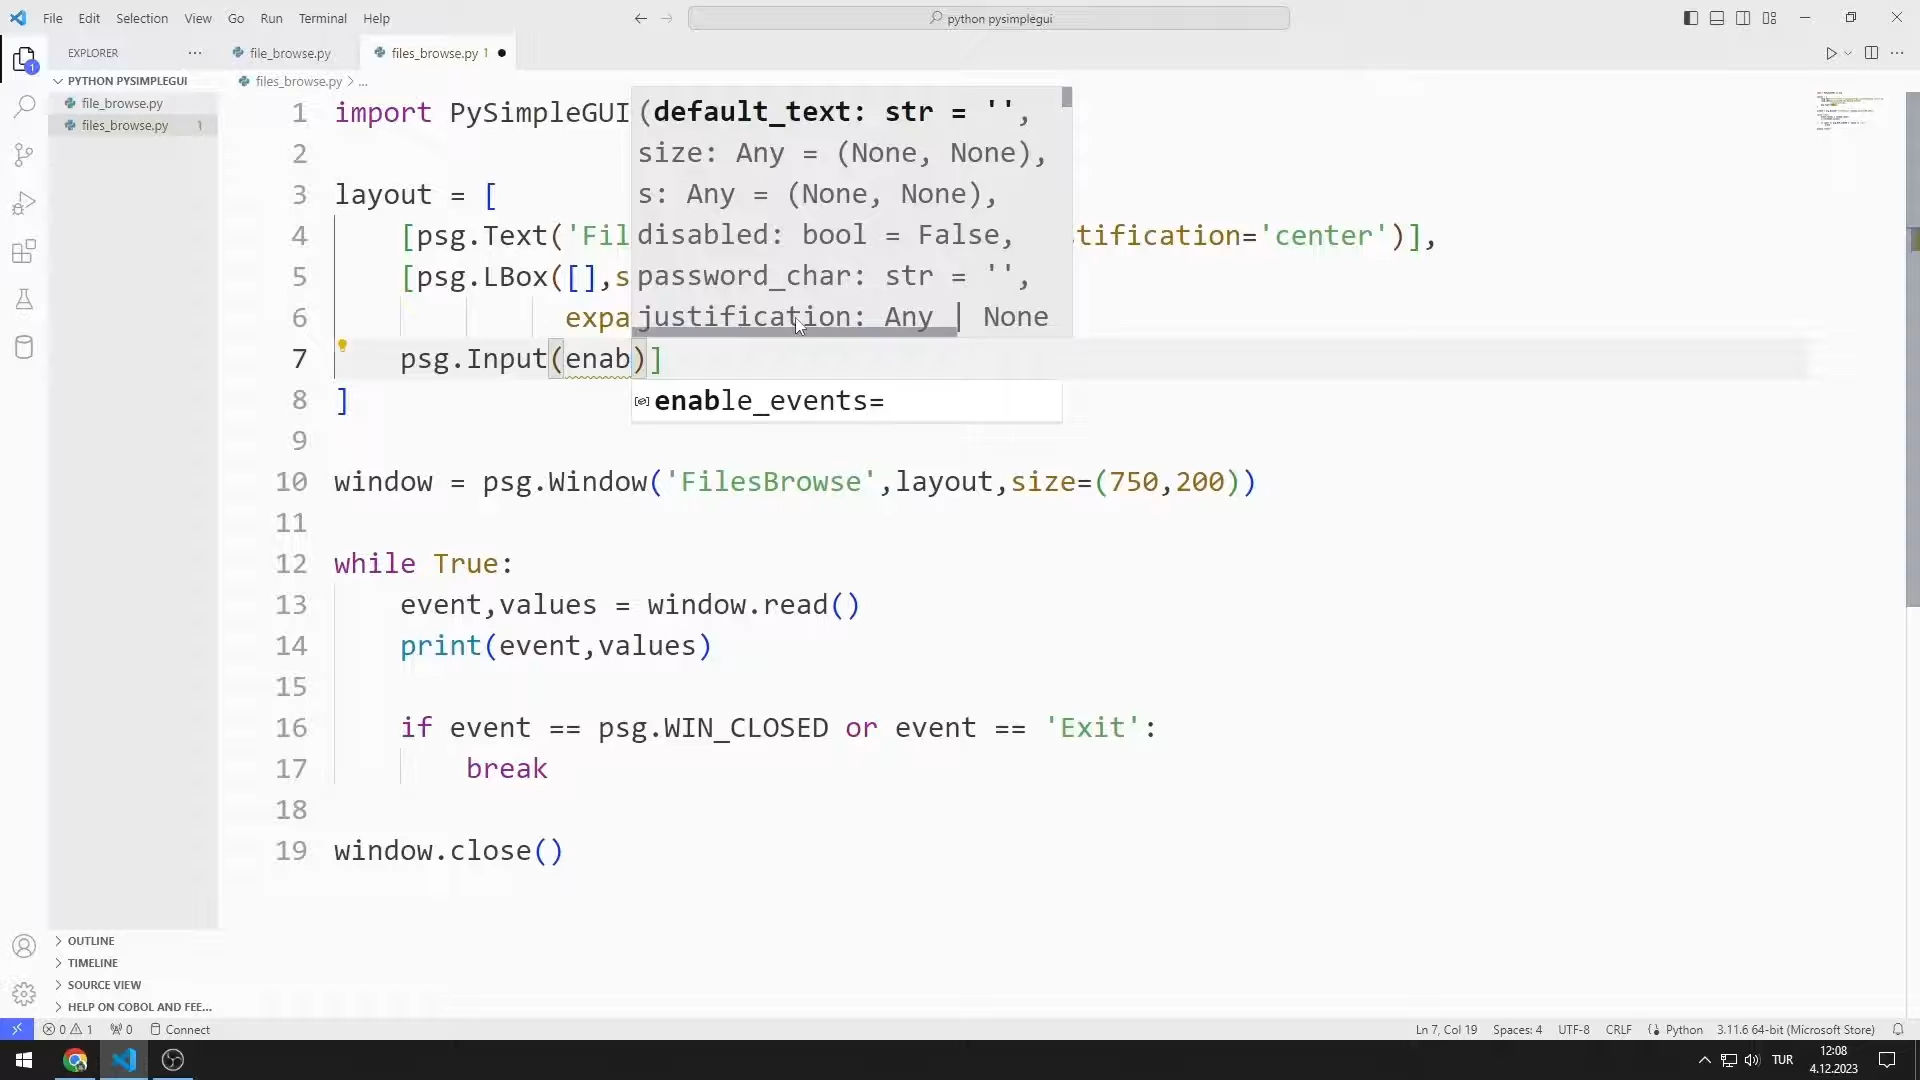 File Edit Selection View Go Run Terminal Help
python pysimplegui
EXPLORER
file_browse.py
files_browse.py 1
PYTHON PYSIMPLEGUI
file_browse.py
files_browse.py 1
files_browse.py > ...
1 import PySimpleGUI
2
3 layout = [
4 [psg.Text('Fil
tification='center')],
5 [psg.LBox([],s
6 expa
7 psg.Input(enab)]
8 ]
9
10 window = psg.Window('FilesBrowse',layout,size=(750,200))
11
12 while True:
13 event,values = window.read()
14 print(event,values)
15
16 if event == psg.WIN_CLOSED or event == 'Exit':
17 break
18
19 window.close()
(default_text: str = '',
size: Any = (None, None),
s: Any = (None, None),
disabled: bool = False,
password_char: str = '',
justification: Any | None
enable_events=
OUTLINE
TIMELINE
SOURCE VIEW
HELP ON COBOL AND FEE...
0 1 0 Connect
Ln 7, Col 19 Spaces: 4 UTF-8 CRLF Python 3.11.6 64-bit (Microsoft Store)
TUR
12:08
4.12.2023